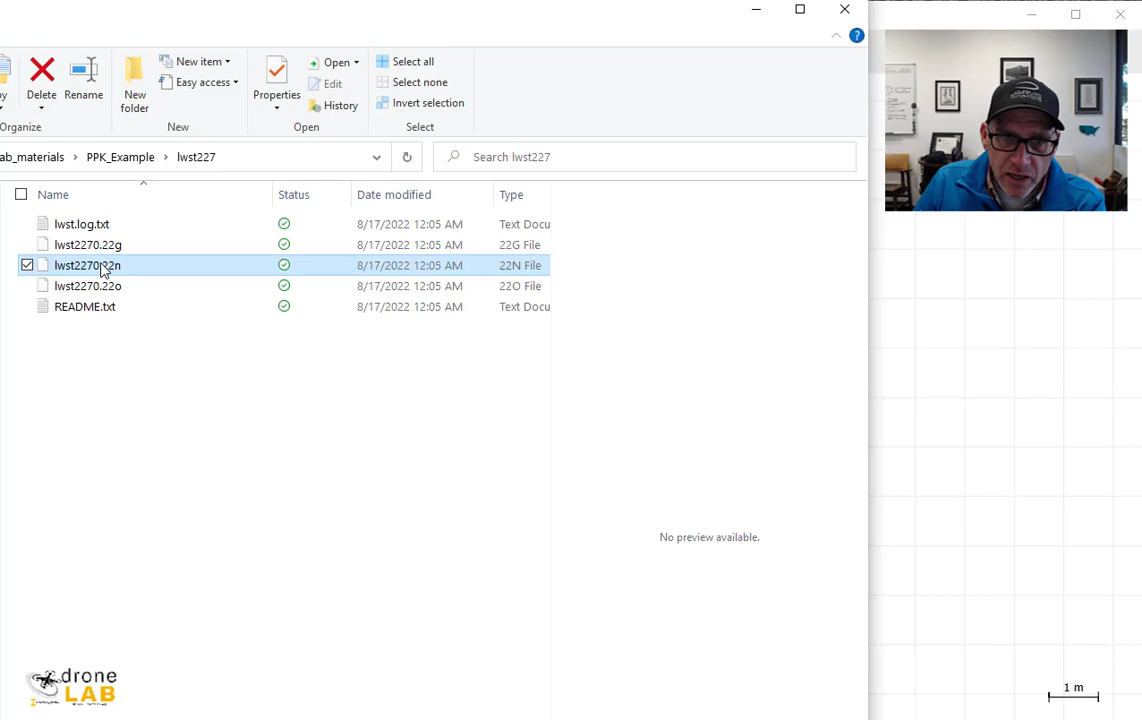 New item
Open
Select all
Easy access
Edit
Select none
Delete
Rename
New
folder
Properties
History
Invert selection
Organize
New
Open
Select
ab_materials > PPK_Example > lwst227
Search lwst227
Name Status Date modified Type
lwst.log.txt 8/17/2022 12:05 AM Text Docu
lwst2270.22g 8/17/2022 12:05 AM 22G File
lwst2270.22n 8/17/2022 12:05 AM 22N File
lwst2270.22o 8/17/2022 12:05 AM 22O File
README.txt 8/17/2022 12:05 AM Text Docu
No preview available.
drone
LAB
1 m